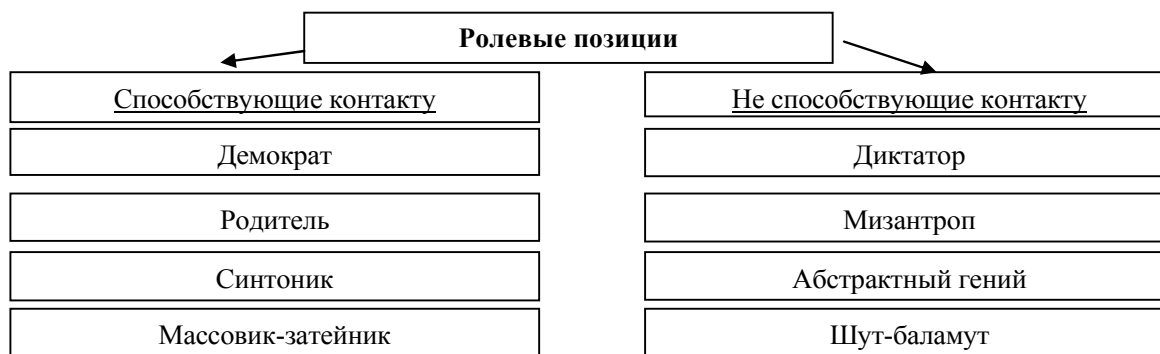 Ролевые позиции
Способствующие контакту
Не способствующие контакту
Демократ
Диктатор
Родитель
Мизантроп
Синтоник
Абстрактный гений
Массовик-затейник
Шут-баламут